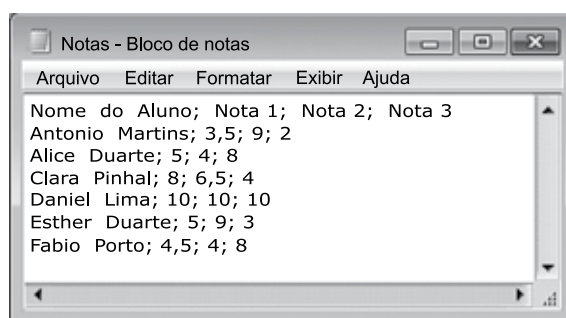 Notas - Bloco de notas
Arquivo Editar Formatar Exibir Ajuda
Nome do Aluno; Nota 1; Nota 2; Nota 3
Antonio Martins; 3,5; 9; 2
Alice Duarte; 5; 4; 8
Clara Pinhal; 8; 6,5; 4
Daniel Lima; 10; 10; 10
Esther Duarte; 5; 9; 3
Fabio Porto; 4,5; 4; 8